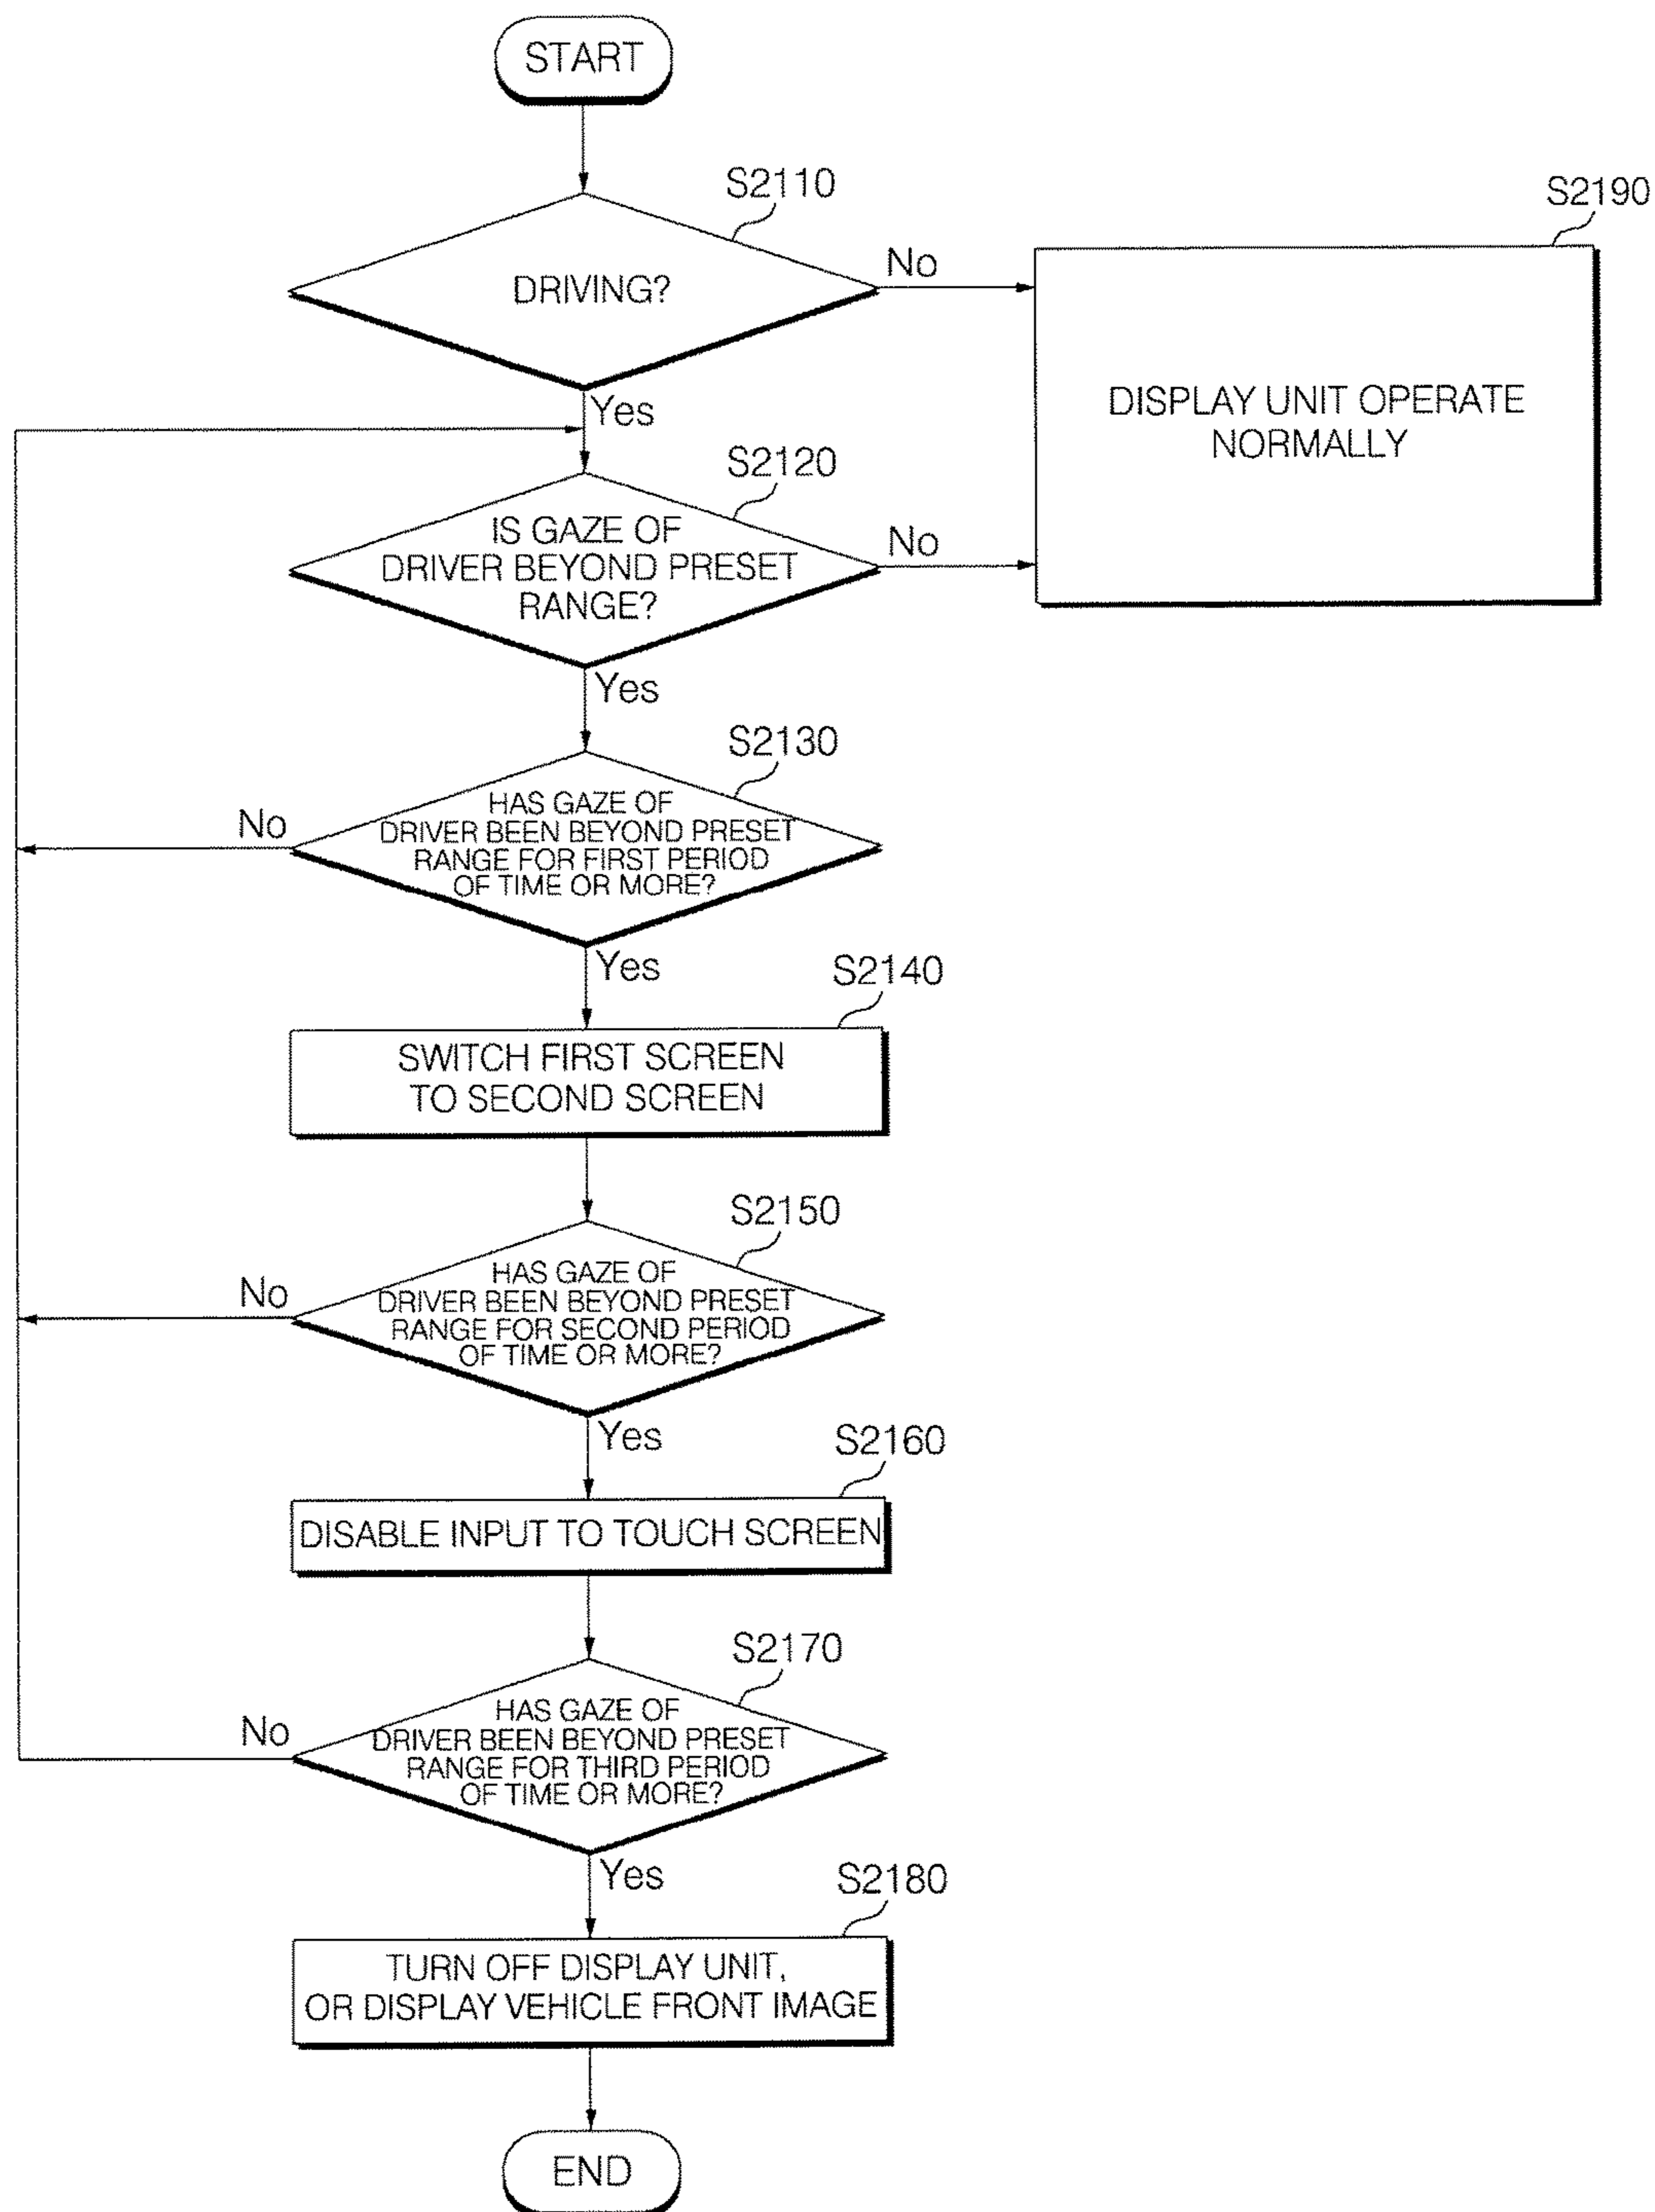 START
S2110
DRIVING?
No
Yes
S2190
DISPLAY UNIT OPERATE
NORMALLY
S2120
IS GAZE OF
DRIVER BEYOND PRESET
RANGE?
No
Yes
S2130
HAS GAZE OF
DRIVER BEEN BEYOND PRESET
RANGE FOR FIRST PERIOD
OF TIME OR MORE?
No
Yes
S2140
SWITCH FIRST SCREEN
TO SECOND SCREEN
S2150
HAS GAZE OF
DRIVER BEEN BEYOND PRESET
RANGE FOR SECOND PERIOD
OF TIME OR MORE?
No
Yes
S2160
DISABLE INPUT TO TOUCH SCREEN
S2170
HAS GAZE OF
DRIVER BEEN BEYOND PRESET
RANGE FOR THIRD PERIOD
OF TIME OR MORE?
No
Yes
S2180
TURN OFF DISPLAY UNIT,
OR DISPLAY VEHICLE FRONT IMAGE
END